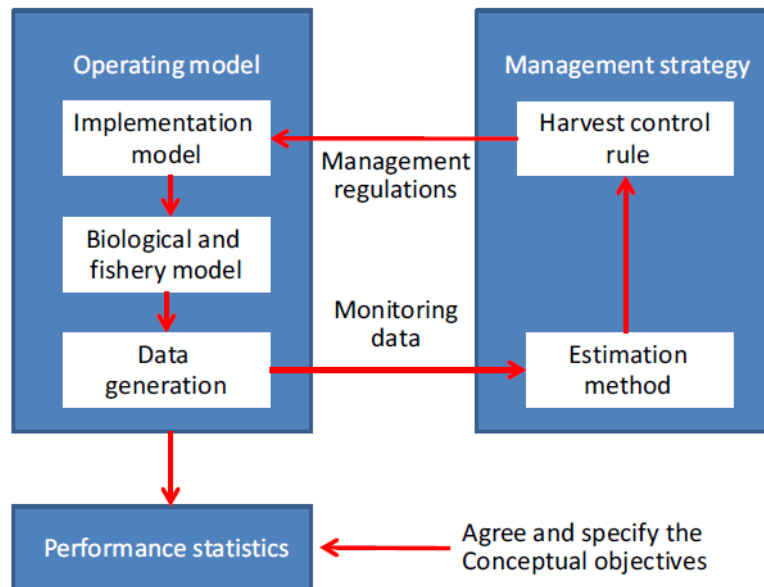 Operating model
Implementation
model
Biological and
fishery model
Data
generation
Management strategy
Harvest control
rule
Estimation
method
Management
regulations
Monitoring
data
Performance statistics
Agree and specify the
Conceptual objectives